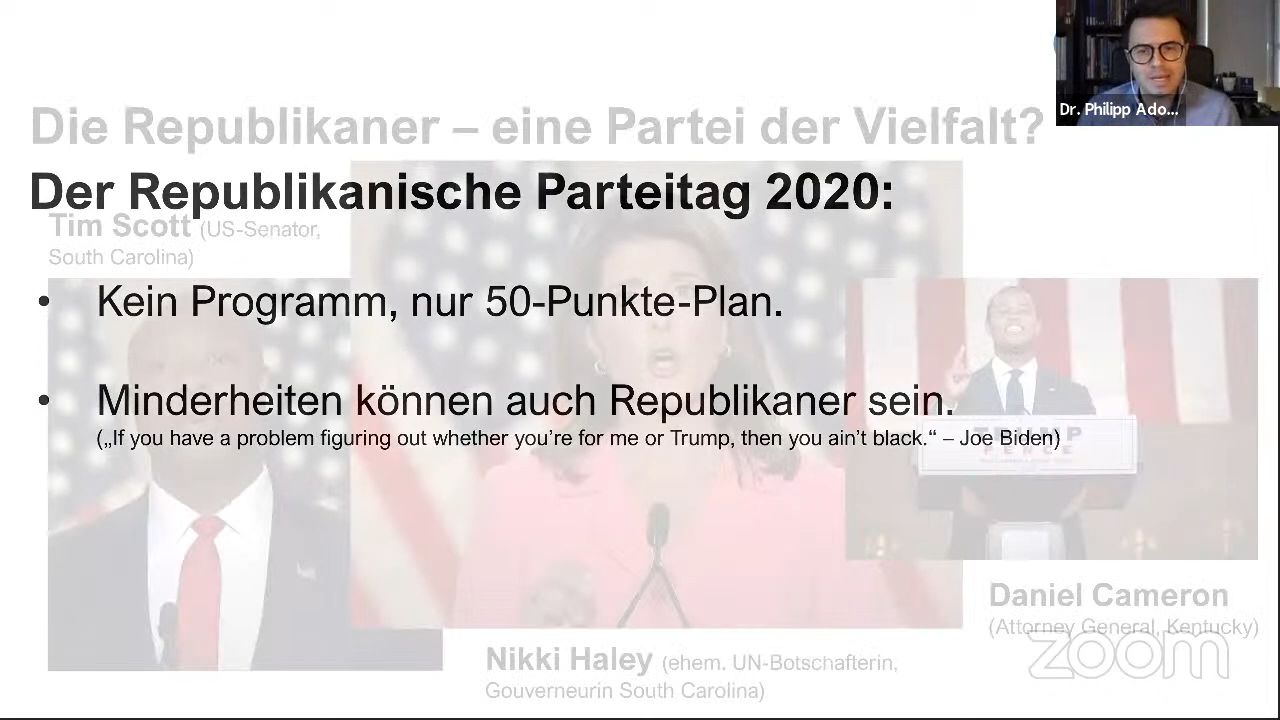 Dr. Philipp Ado...
Die Republikaner – eine Partei der Vielfalt?
Der Republikanische Parteitag 2020:
Tim Scott (US-Senator,
South Carolina)
• Kein Programm, nur 50-Punkte-Plan.
• Minderheiten können auch Republikaner sein.
(„If you have a problem figuring out whether you’re for me or Trump, then you ain’t black.“ – Joe Biden)
TRUMP
PENCE
Daniel Cameron
(Attorney General, Kentucky)
Nikki Haley (ehem. UN-Botschafterin,
Gouverneurin South Carolina)
zoom